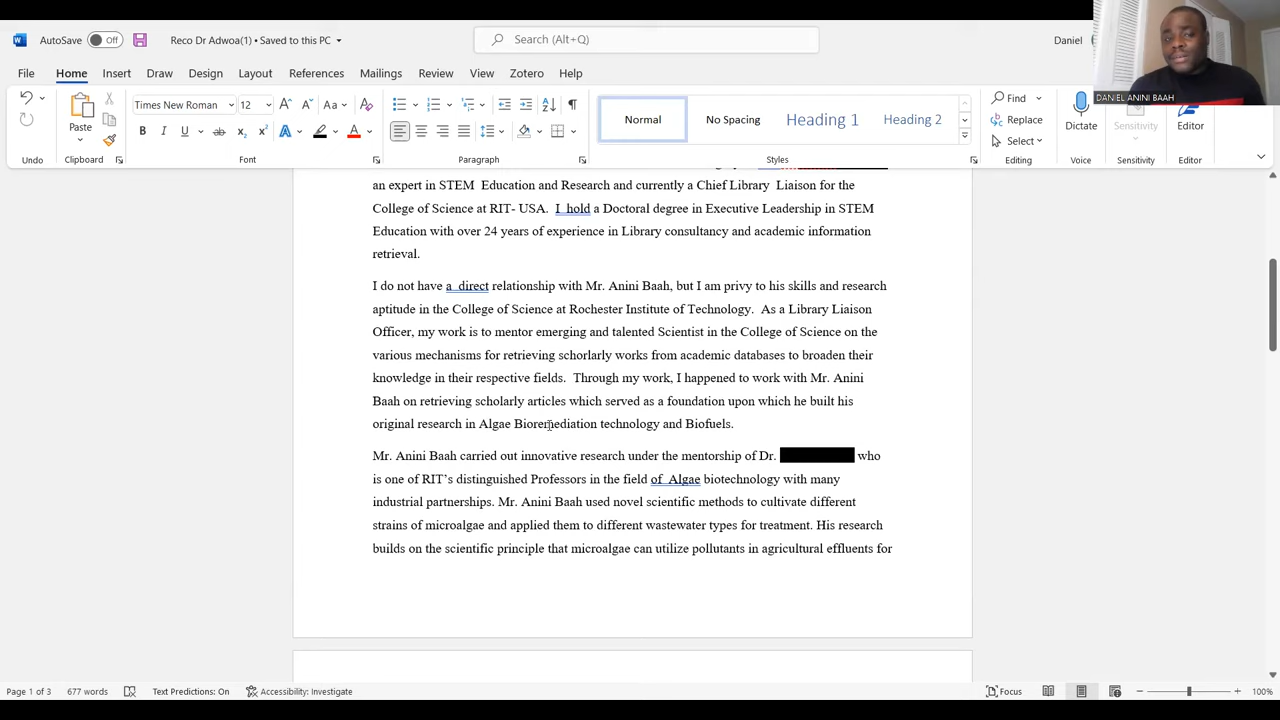 AutoSave Off Reco Dr Adwoa(1) • Saved to this PC Search (Alt+Q) Daniel
DANIEL ANINI BAAH
File Home Insert Draw Design Layout References Mailings Review View Zotero Help
Times New Roman 12 Find
Replace
Select
Paste Normal No Spacing Heading 1 Heading 2 Dictate Sensitivity Editor
Undo Clipboard Font Paragraph Styles Editing Voice Sensitivity Editor
an expert in STEM  Education and Research and currently a Chief Library  Liaison for the
College of Science at RIT- USA.  I  hold a Doctoral degree in Executive Leadership in STEM
Education with over 24 years of experience in Library consultancy and academic information
retrieval.
I do not have a  direct relationship with Mr. Anini Baah, but I am privy to his skills and research
aptitude in the College of Science at Rochester Institute of Technology.  As a Library Liaison
Officer, my work is to mentor emerging and talented Scientist in the College of Science on the
various mechanisms for retrieving schorlarly works from academic databases to broaden their
knowledge in their respective fields.  Through my work, I happened to work with Mr. Anini
Baah on retrieving scholarly articles which served as a foundation upon which he built his
original research in Algae Bioremediation technology and Biofuels.
Mr. Anini Baah carried out innovative research under the mentorship of Dr. who
is one of RIT's distinguished Professors in the field of  Algae biotechnology with many
industrial partnerships. Mr. Anini Baah used novel scientific methods to cultivate different
strains of microalgae and applied them to different wastewater types for treatment. His research
builds on the scientific principle that microalgae can utilize pollutants in agricultural effluents for
Page 1 of 3 677 words Text Predictions: On Accessibility: Investigate Focus 100%